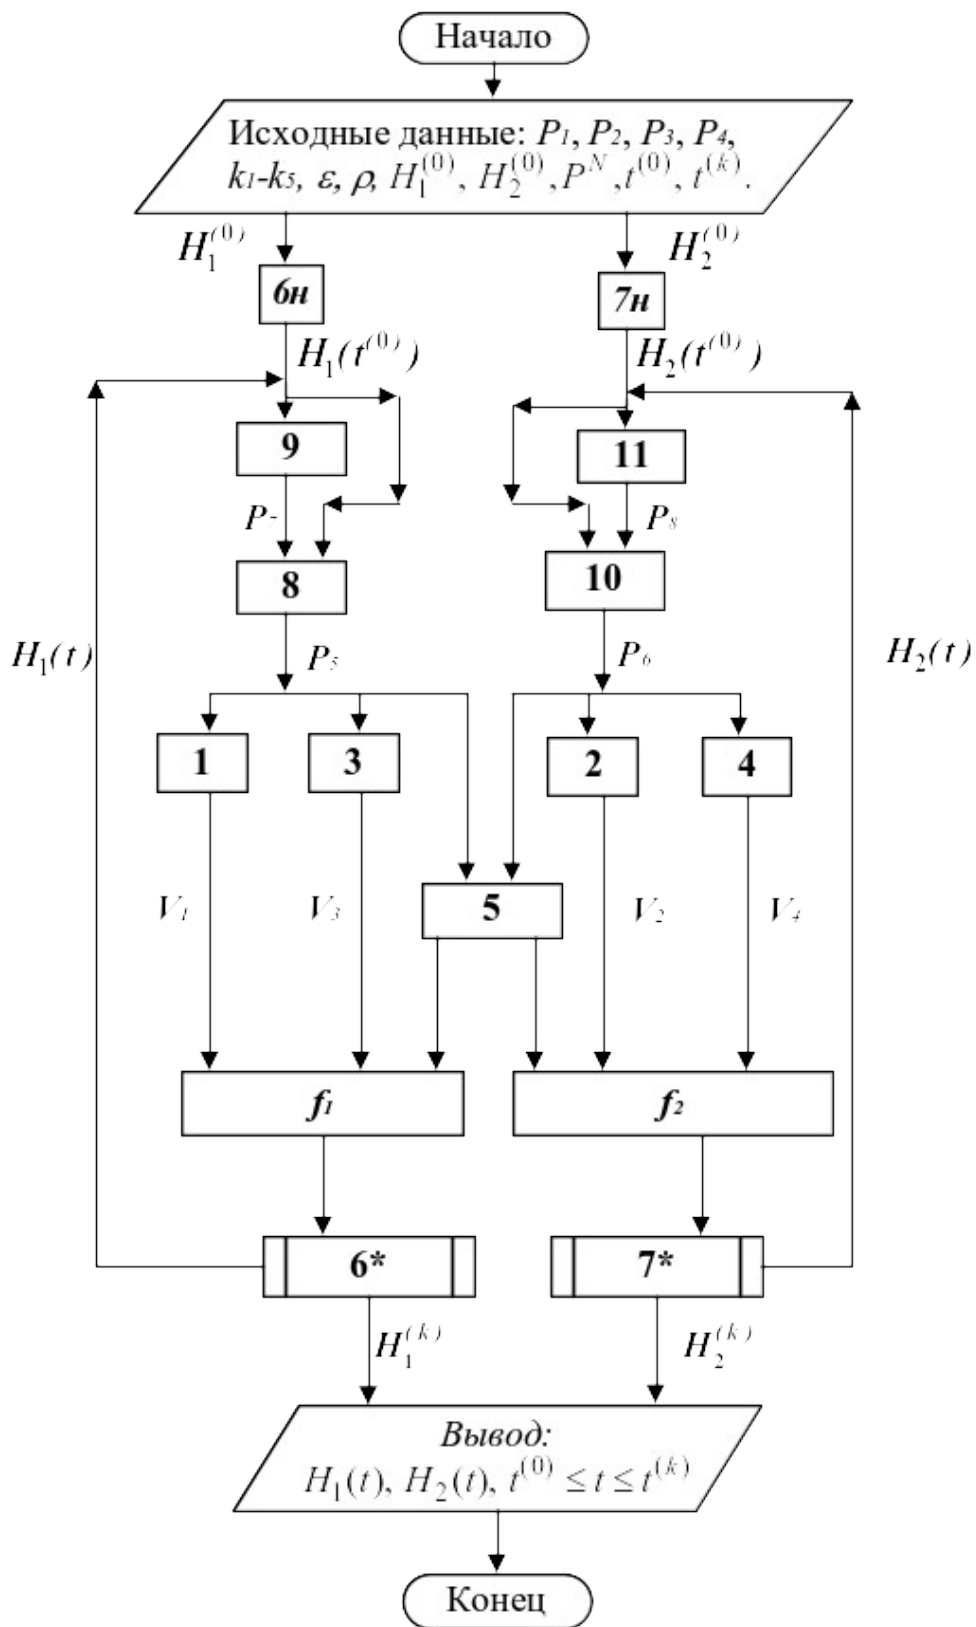 Начало
Исходные данные: P₁, P₂, P₃, P₄,
k₁-k₅, ε, ρ, H₁⁽⁰⁾, H₂⁽⁰⁾, Pᴺ, t⁽⁰⁾, t⁽ᵏ⁾.
H₁⁽⁰⁾ H₂⁽⁰⁾
6н 7н
H₁(t⁽⁰⁾) H₂(t⁽⁰⁾)
9 11
P₇ P₈
8 10
P₅ P₆
H₁(t) H₂(t)
1 3 2 4
V₁ V₃ 5 V₂ V₄
f₁ f₂
6* 7*
H₁⁽ᵏ⁾ H₂⁽ᵏ⁾
Вывод:
H₁(t), H₂(t), t⁽⁰⁾ ≤ t ≤ t⁽ᵏ⁾
Конец